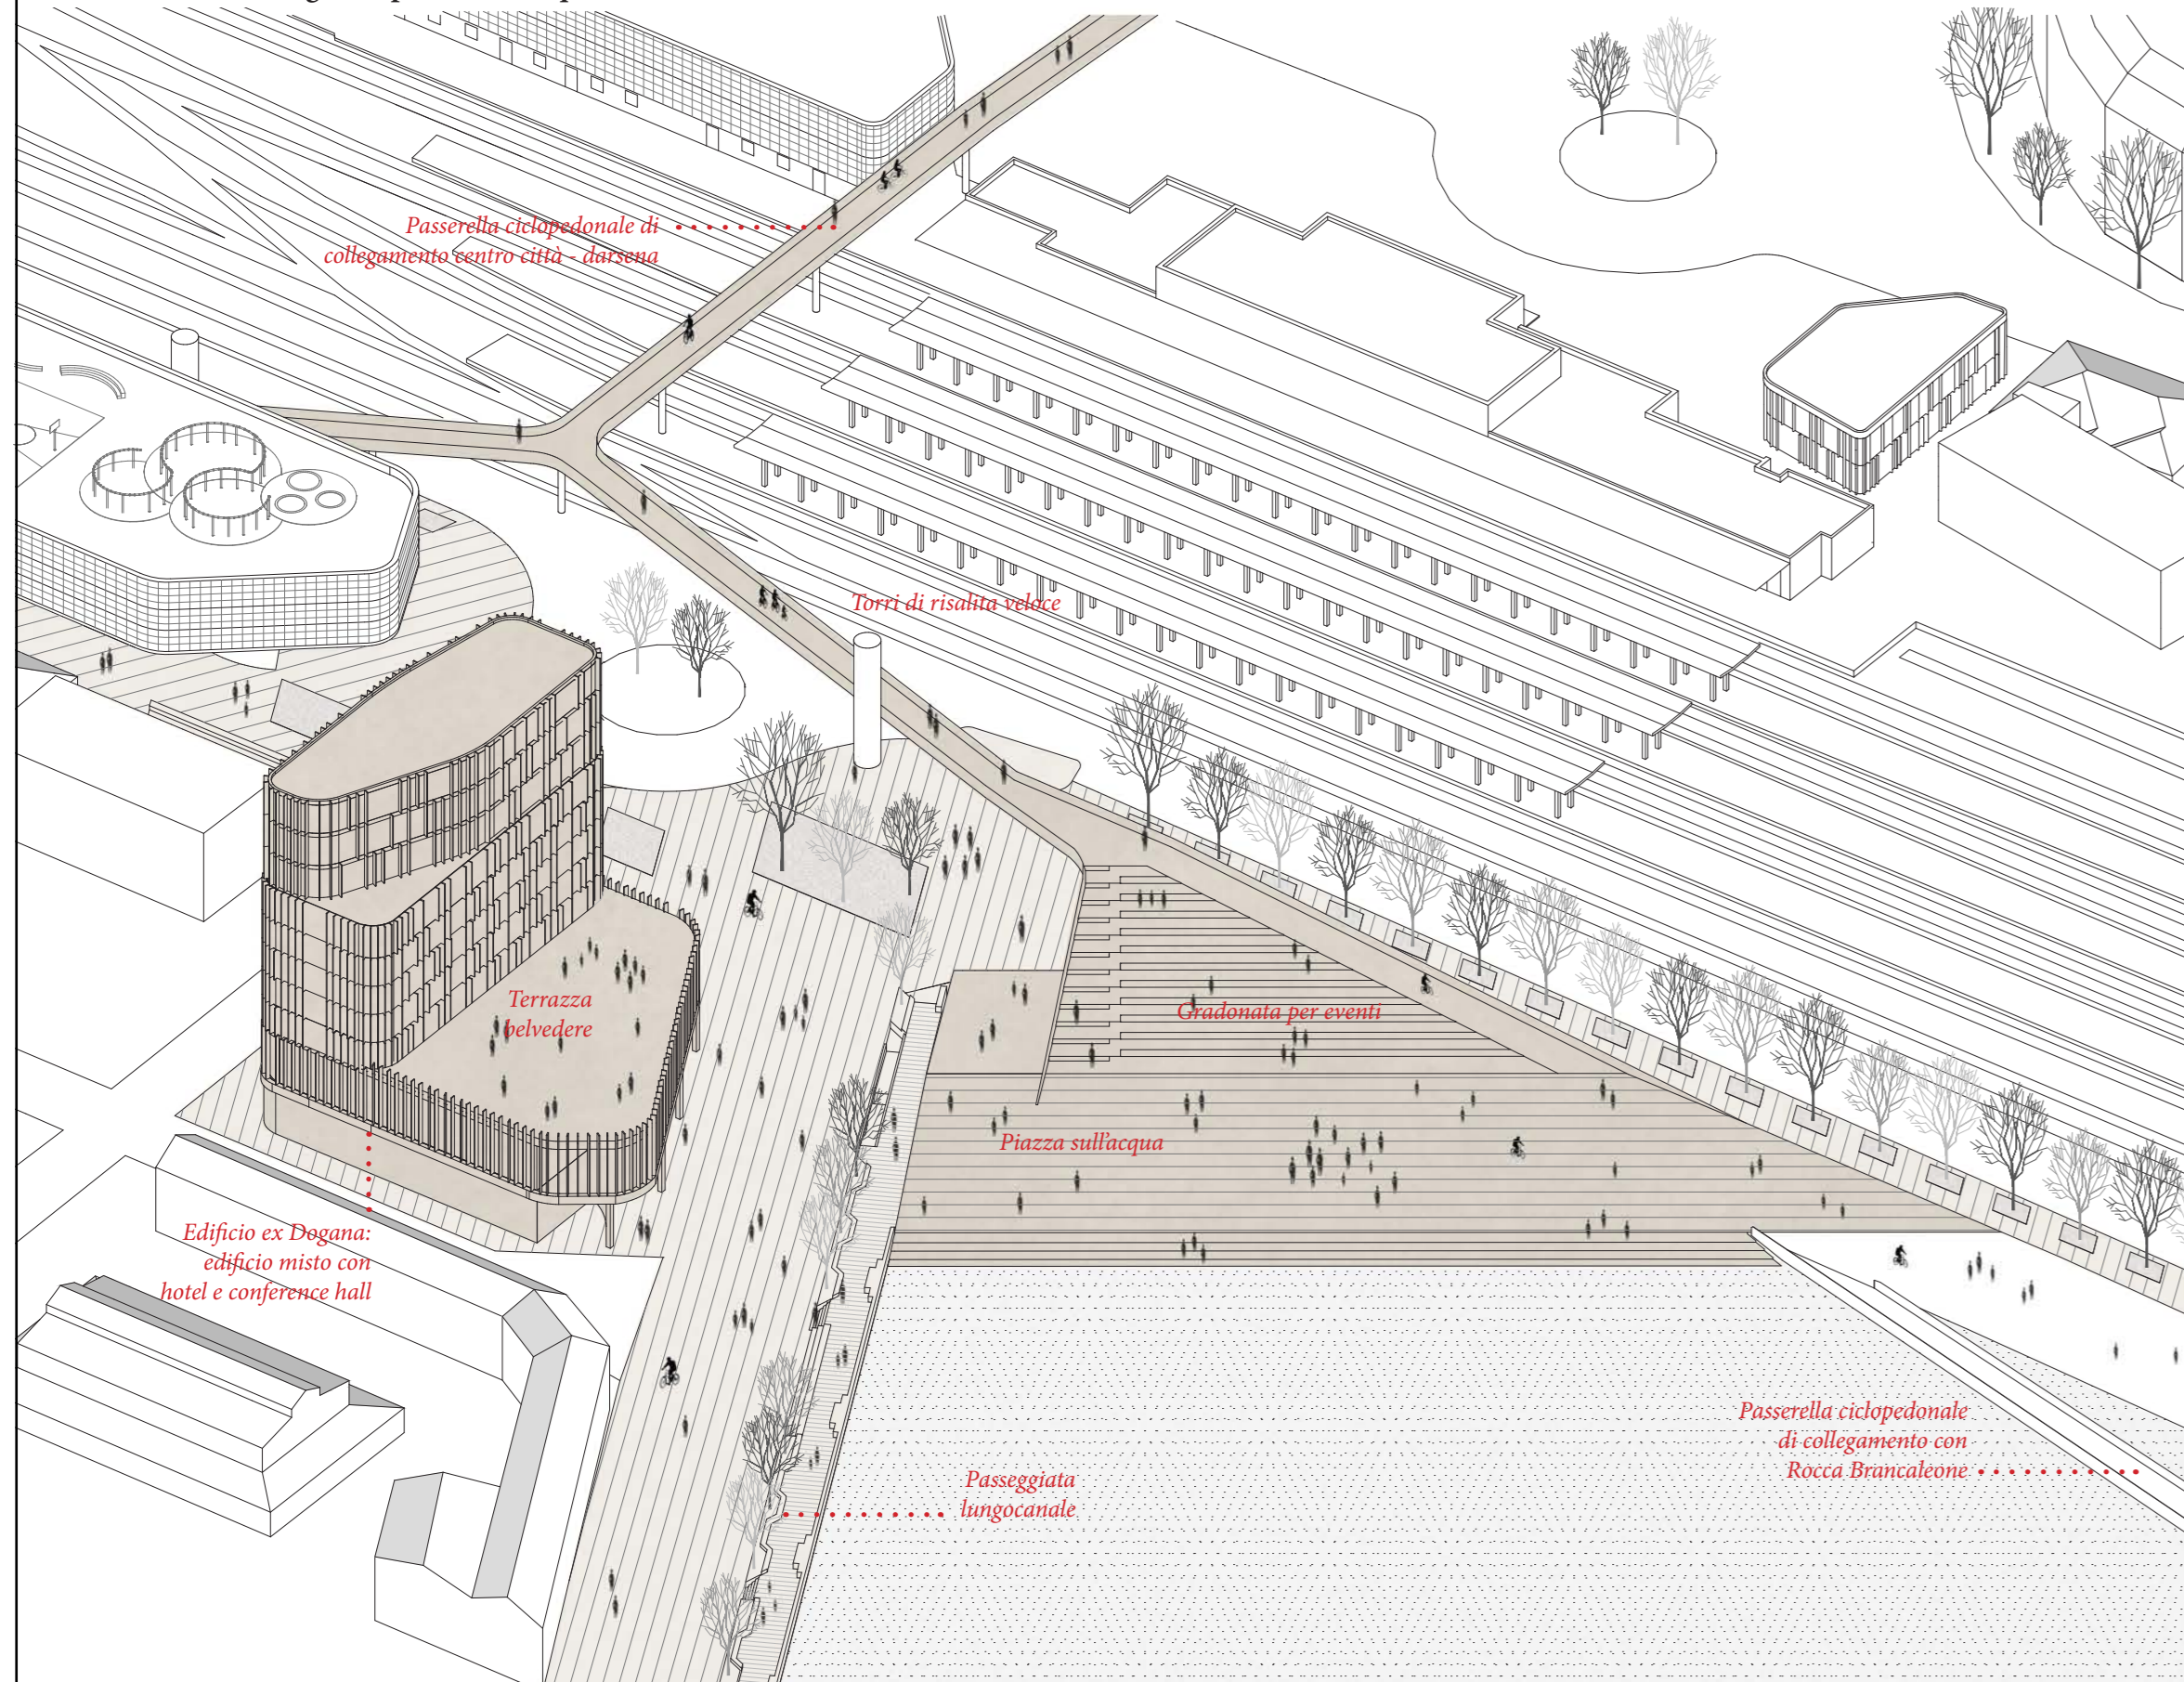 Passerella ciclopedonale di
collegamento centro città - darsena
Torri di risalita veloce
Terrazza
belvedere
Gradonata per eventi
Piazza sull'acqua
Edificio ex Dogana:
edificio misto con
hotel e conference hall
Passerella ciclopedonale
di collegamento con
Rocca Brancaleone
Passeggiata
lungocanale